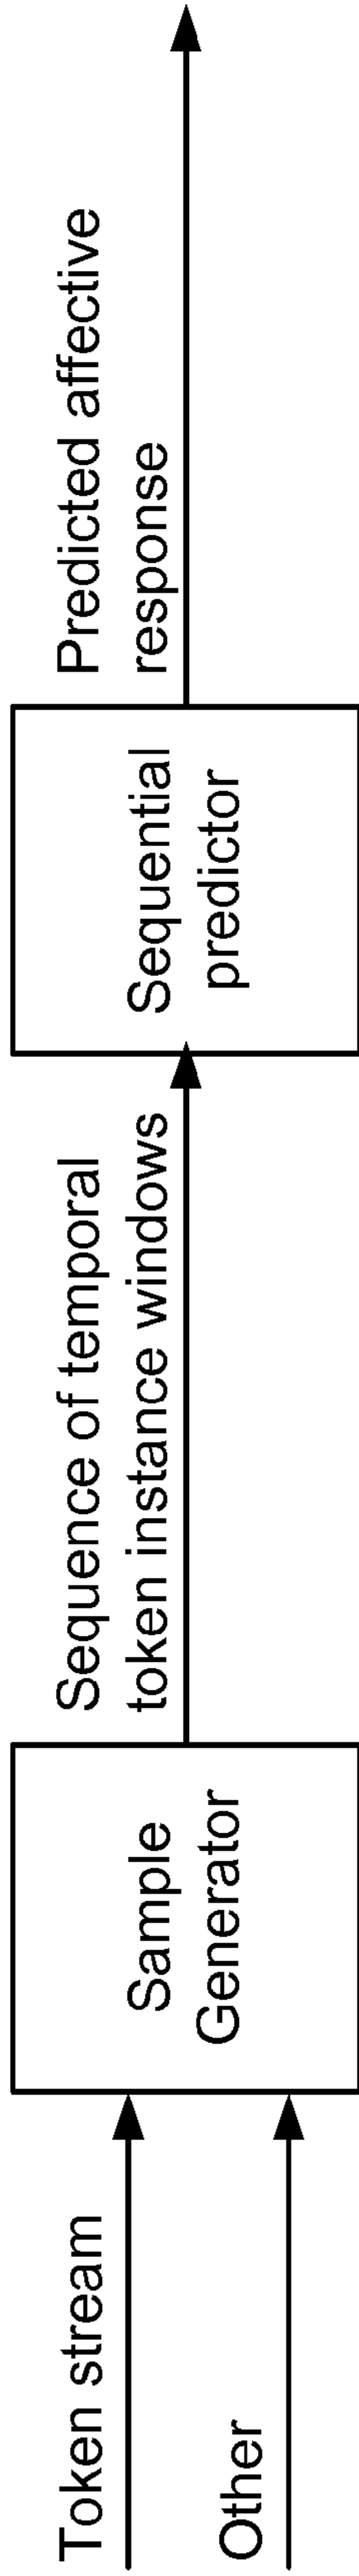 Token stream
Other
Sample
Generator
Sequence of temporal
token instance windows
Sequential
predictor
Predicted affective
response